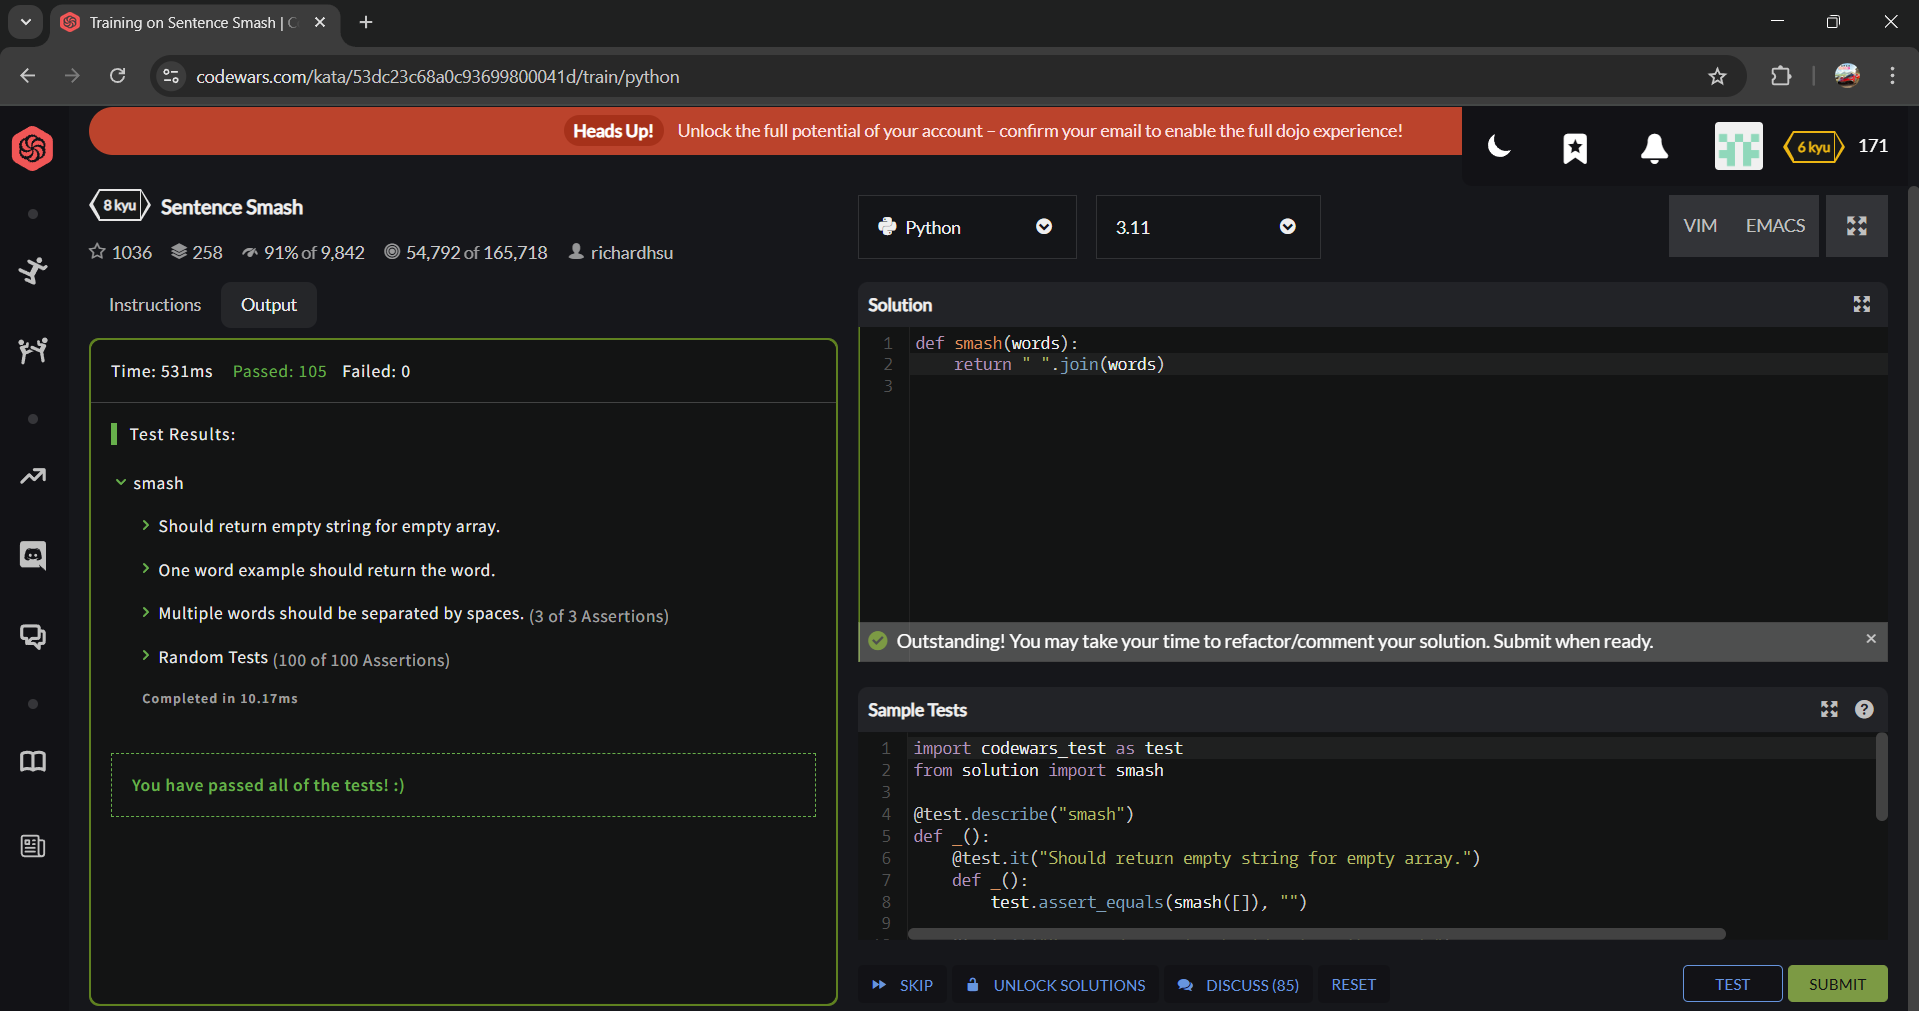 Training on Sentence Smash | C
codewars.com/kata/53dc23c68a0c93699800041d/train/python
Heads Up! Unlock the full potential of your account – confirm your email to enable the full dojo experience!
6 kyu 171
8 kyu Sentence Smash
1036 258 91% of 9,842 54,792 of 165,718 richardhsu
Python 3.11 VIM EMACS
Instructions Output
Time: 531ms Passed: 105 Failed: 0
Test Results:
smash
Should return empty string for empty array.
One word example should return the word.
Multiple words should be separated by spaces. (3 of 3 Assertions)
Random Tests (100 of 100 Assertions)
Completed in 10.17ms
You have passed all of the tests! :)
Solution
1 def smash(words):
2     return " ".join(words)
3
Outstanding! You may take your time to refactor/comment your solution. Submit when ready.
Sample Tests
1 import codewars_test as test
2 from solution import smash
3
4 @test.describe("smash")
5 def _():
6     @test.it("Should return empty string for empty array.")
7     def _():
8         test.assert_equals(smash([]), "")
9
SKIP UNLOCK SOLUTIONS DISCUSS (85) RESET TEST SUBMIT